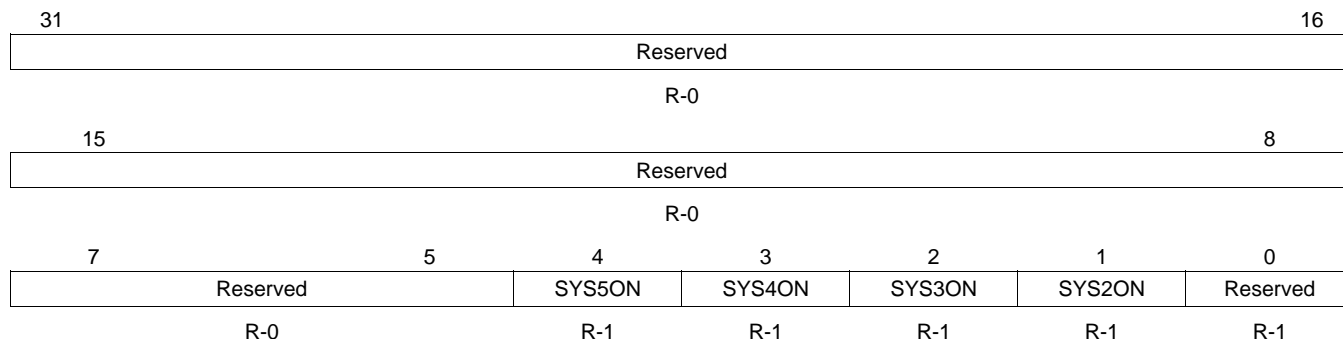 31 16
Reserved
R-0
15 8
Reserved
R-0
7 5 4 3 2 1 0
Reserved SYS5ON SYS4ON SYS3ON SYS2ON Reserved
R-0 R-1 R-1 R-1 R-1 R-1